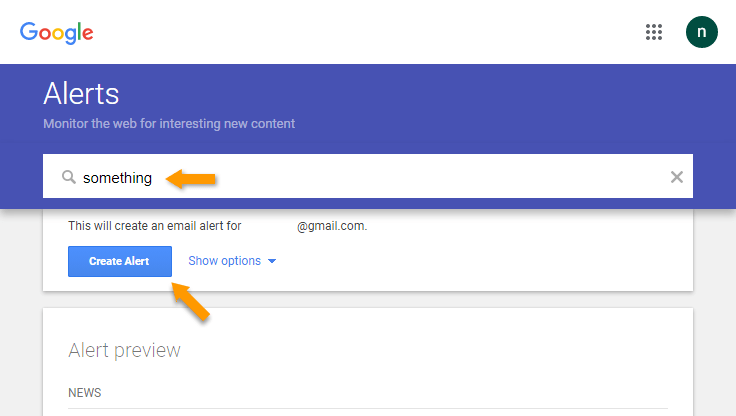 Google
n
Alerts
Monitor the web for interesting new content
something
This will create an email alert for @gmail.com.
Create Alert Show options
Alert preview
NEWS